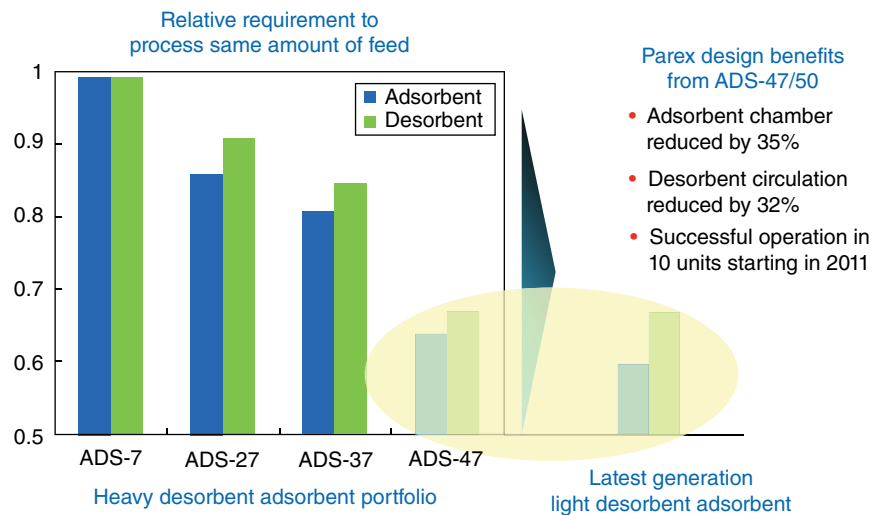 Relative requirement to
process same amount of feed
1
0.9
0.8
0.7
0.6
0.5
Adsorbent
Desorbent
ADS-7
ADS-27
ADS-37
ADS-47
Heavy desorbent adsorbent portfolio
Parex design benefits
from ADS-47/50
• Adsorbent chamber
reduced by 35%
• Desorbent circulation
reduced by 32%
• Successful operation in
10 units starting in 2011
Latest generation
light desorbent adsorbent